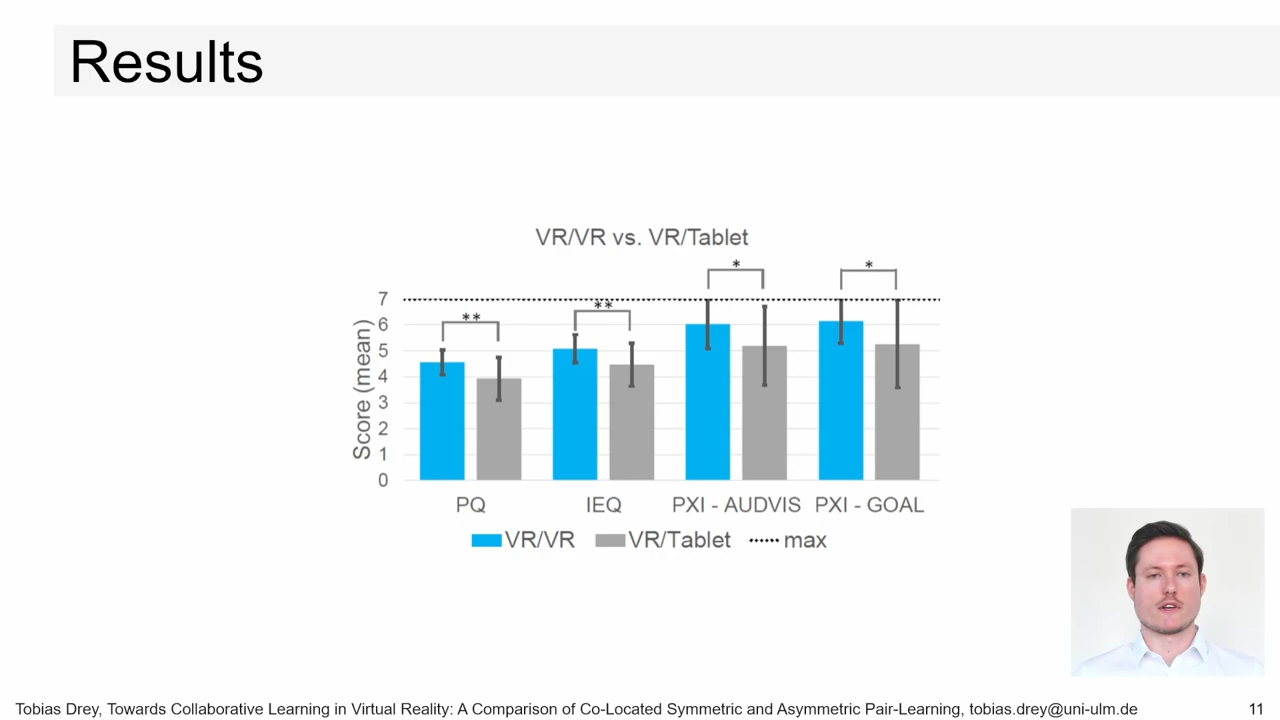 Results
VR/VR vs. VR/Tablet
* *
** **
7
6
5
4
3
2
1
0
Score (mean)
PQ IEQ PXI - AUDVIS PXI - GOAL
VR/VR VR/Tablet max
Tobias Drey, Towards Collaborative Learning in Virtual Reality: A Comparison of Co-Located Symmetric and Asymmetric Pair-Learning, tobias.drey@uni-ulm.de 11